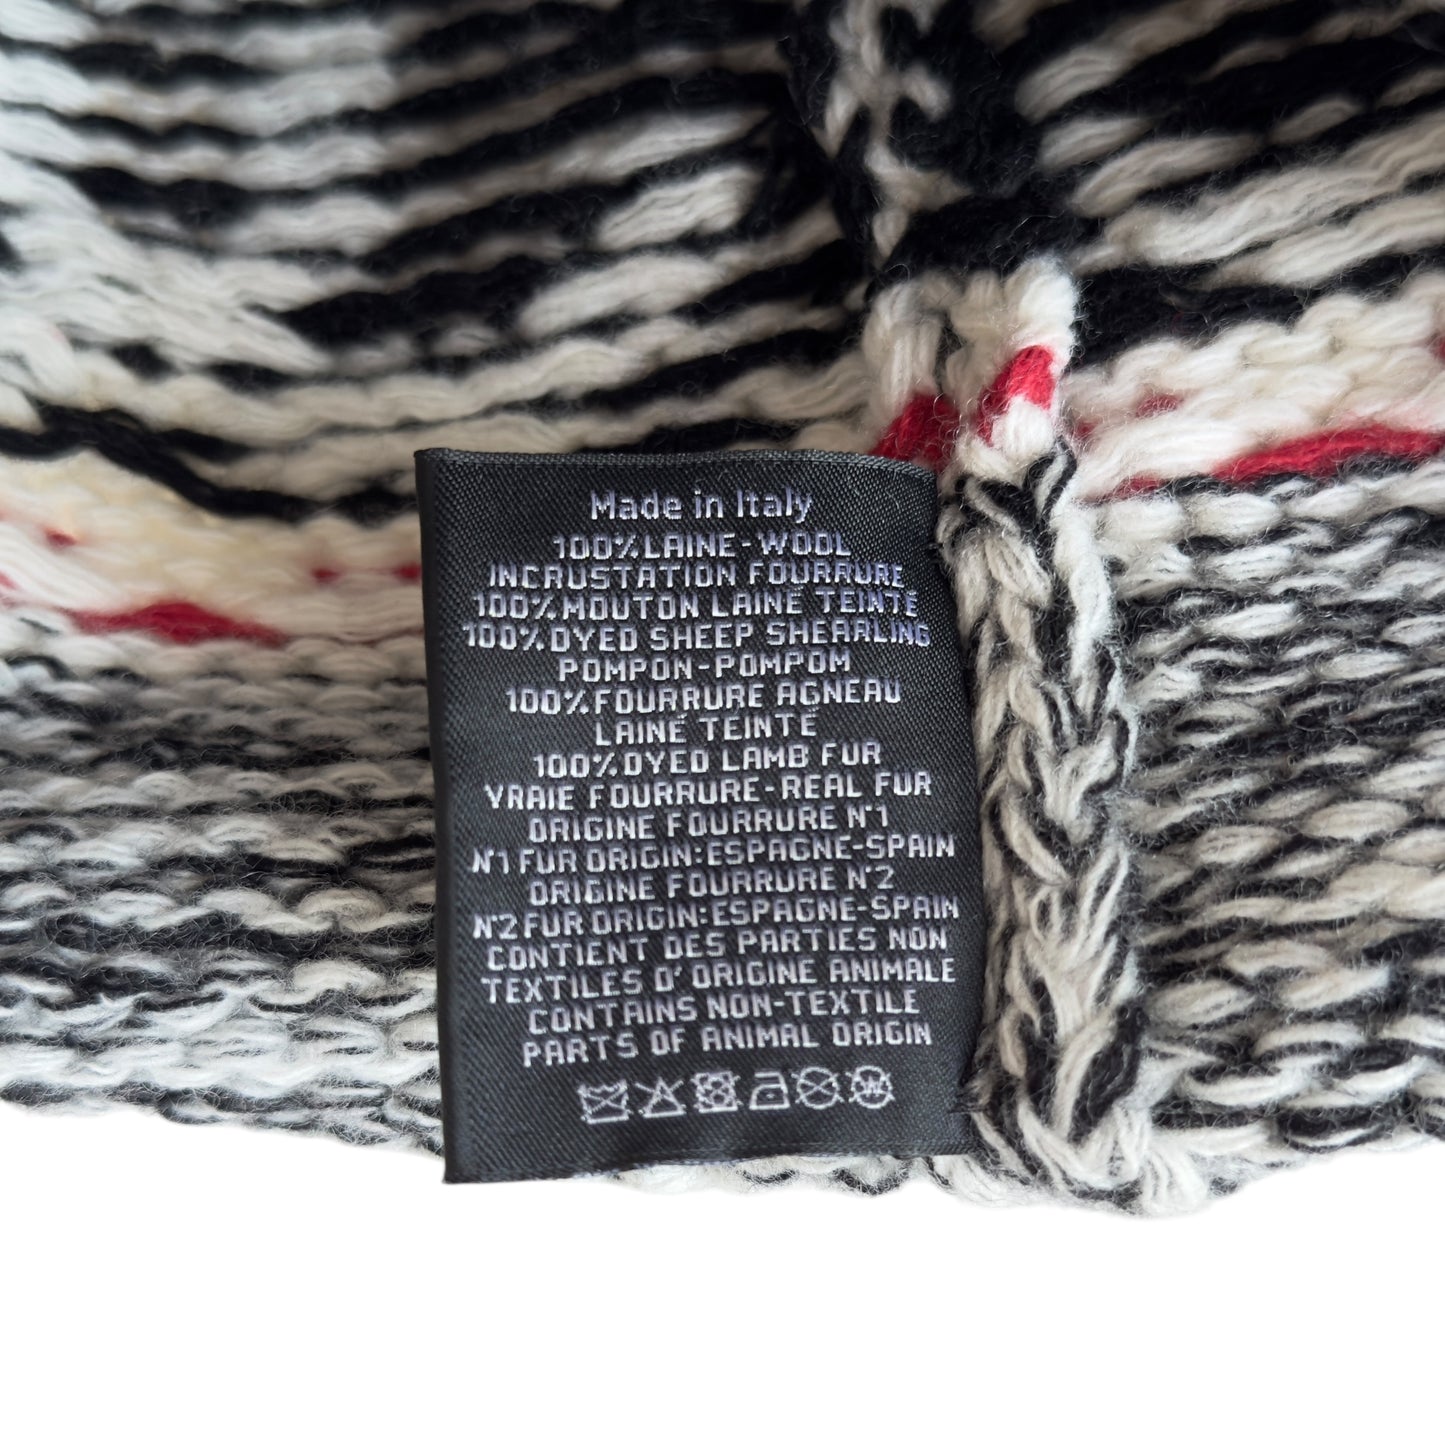 Made in Italy
100%LAINE-WOOL
INCRUSTATION FOURRURE
100%MOUTON LAINE TEINTE
100%DYED SHEEP SHEARLING
POMPON-POMPOM
100%FOURRURE AGNEAU
LAINE TEINTE
100%DYED LAMB FUR
VRAIE FOURRURE-REAL FUR
ORIGINE FOURRURE N°1
N°1 FUR ORIGIN:ESPAGNE-SPAIN
ORIGINE FOURRURE N°2
N°2 FUR ORIGIN:ESPAGNE-SPAIN
CONTIENT DES PARTIES NON
TEXTILES D' ORIGINE ANIMALE
CONTAINS NON-TEXTILE
PARTS OF ANIMAL ORIGIN
W